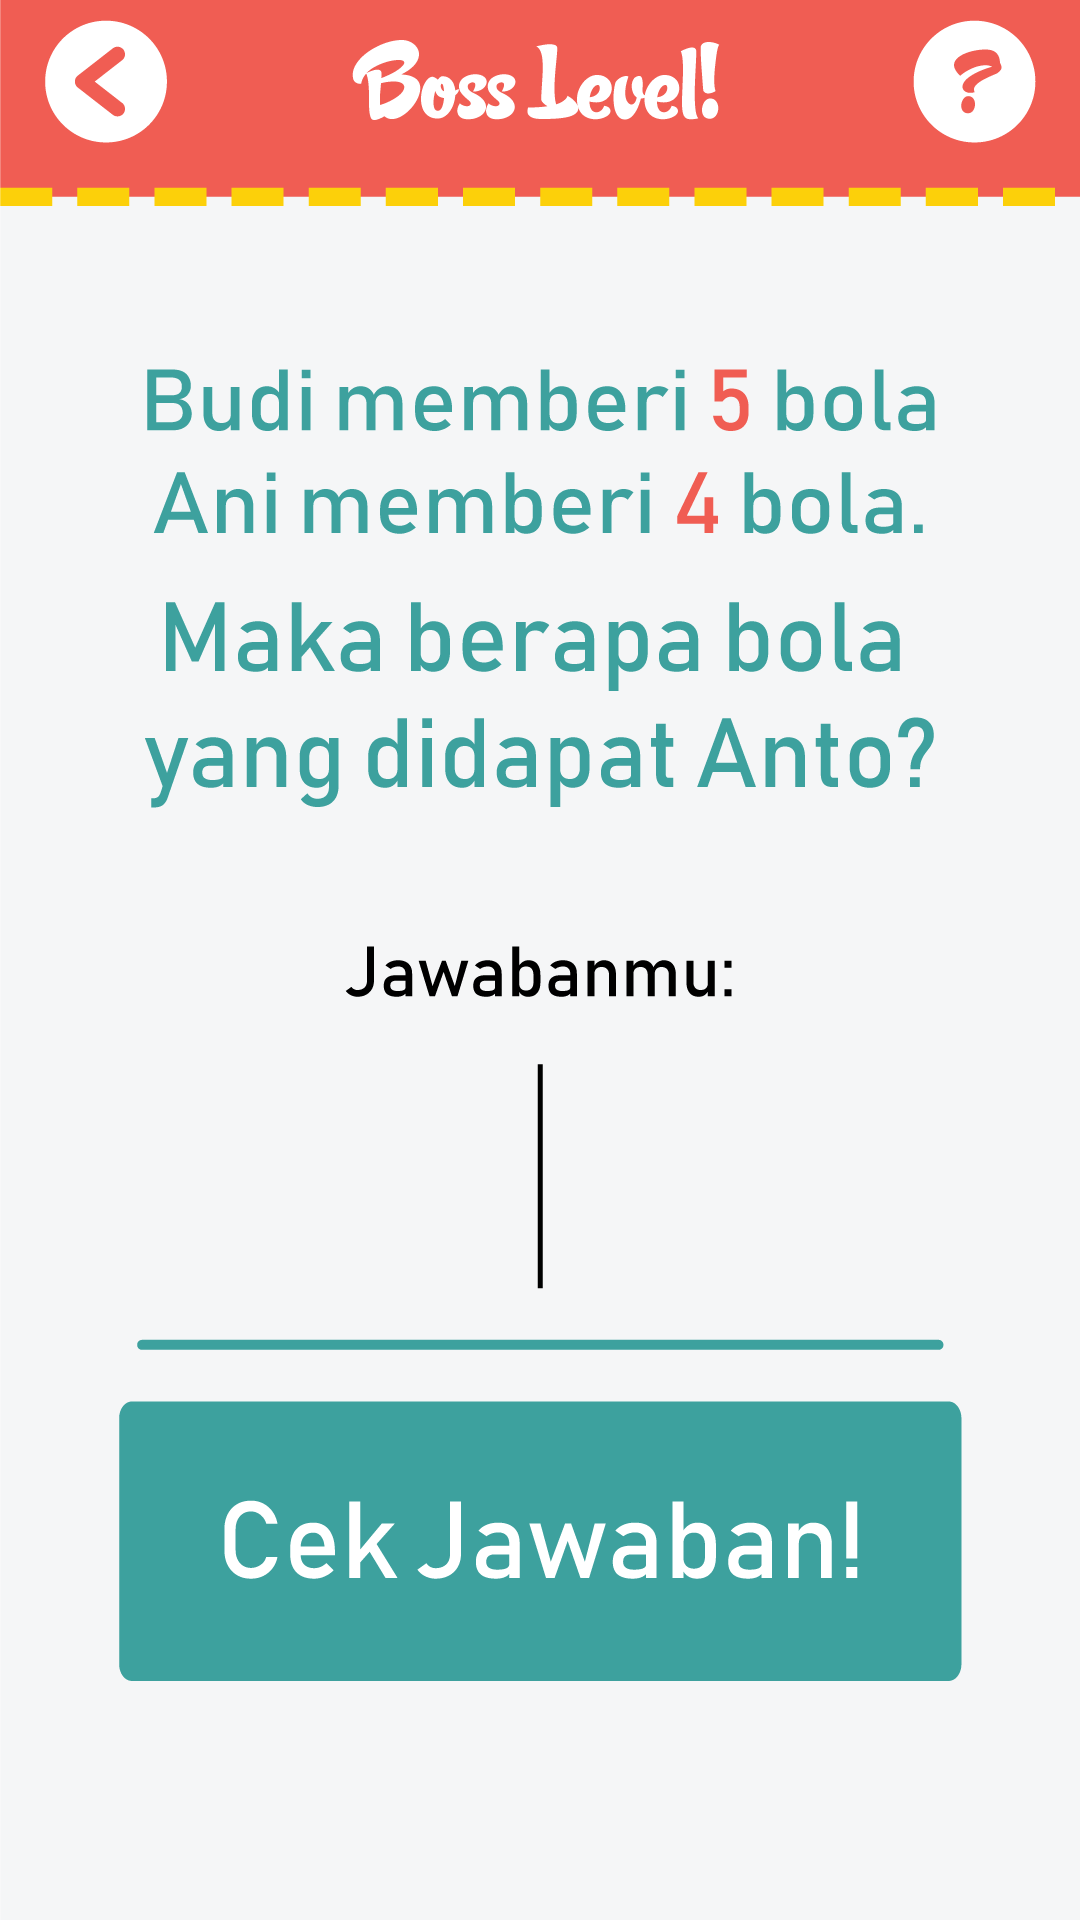 Boss Level!
?
Budi memberi 5 bola
Ani memberi 4 bola.
Maka berapa bola
yang didapat Anto?
Jawabanmu:
Cek Jawaban!